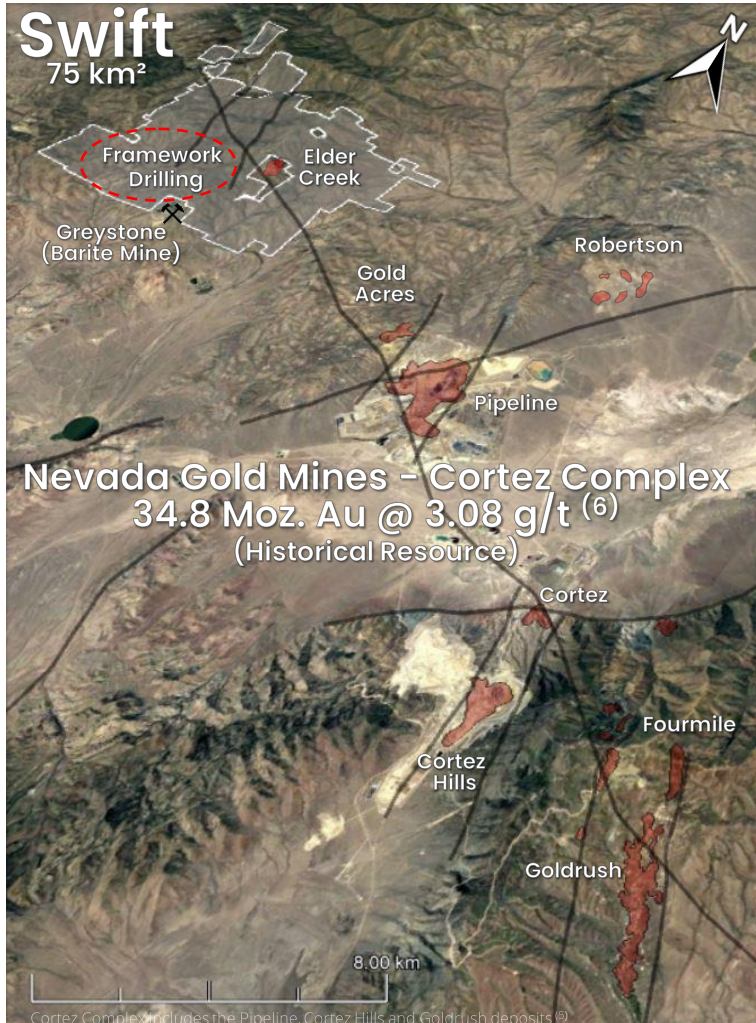 Swift
75 km²
N
Framework
Drilling
Elder
Creek
Greystone
(Barite Mine)
Robertson
Gold
Acres
Pipeline
Nevada Gold Mines - Cortez Complex
34.8 Moz. Au @ 3.08 g/t (6)
(Historical Resource)
Cortez
Fourmile
Cortez
Hills
Goldrush
8.00 km
Cortez Complex Includes the Pipeline, Cortez Hills and Goldrush deposits (6)